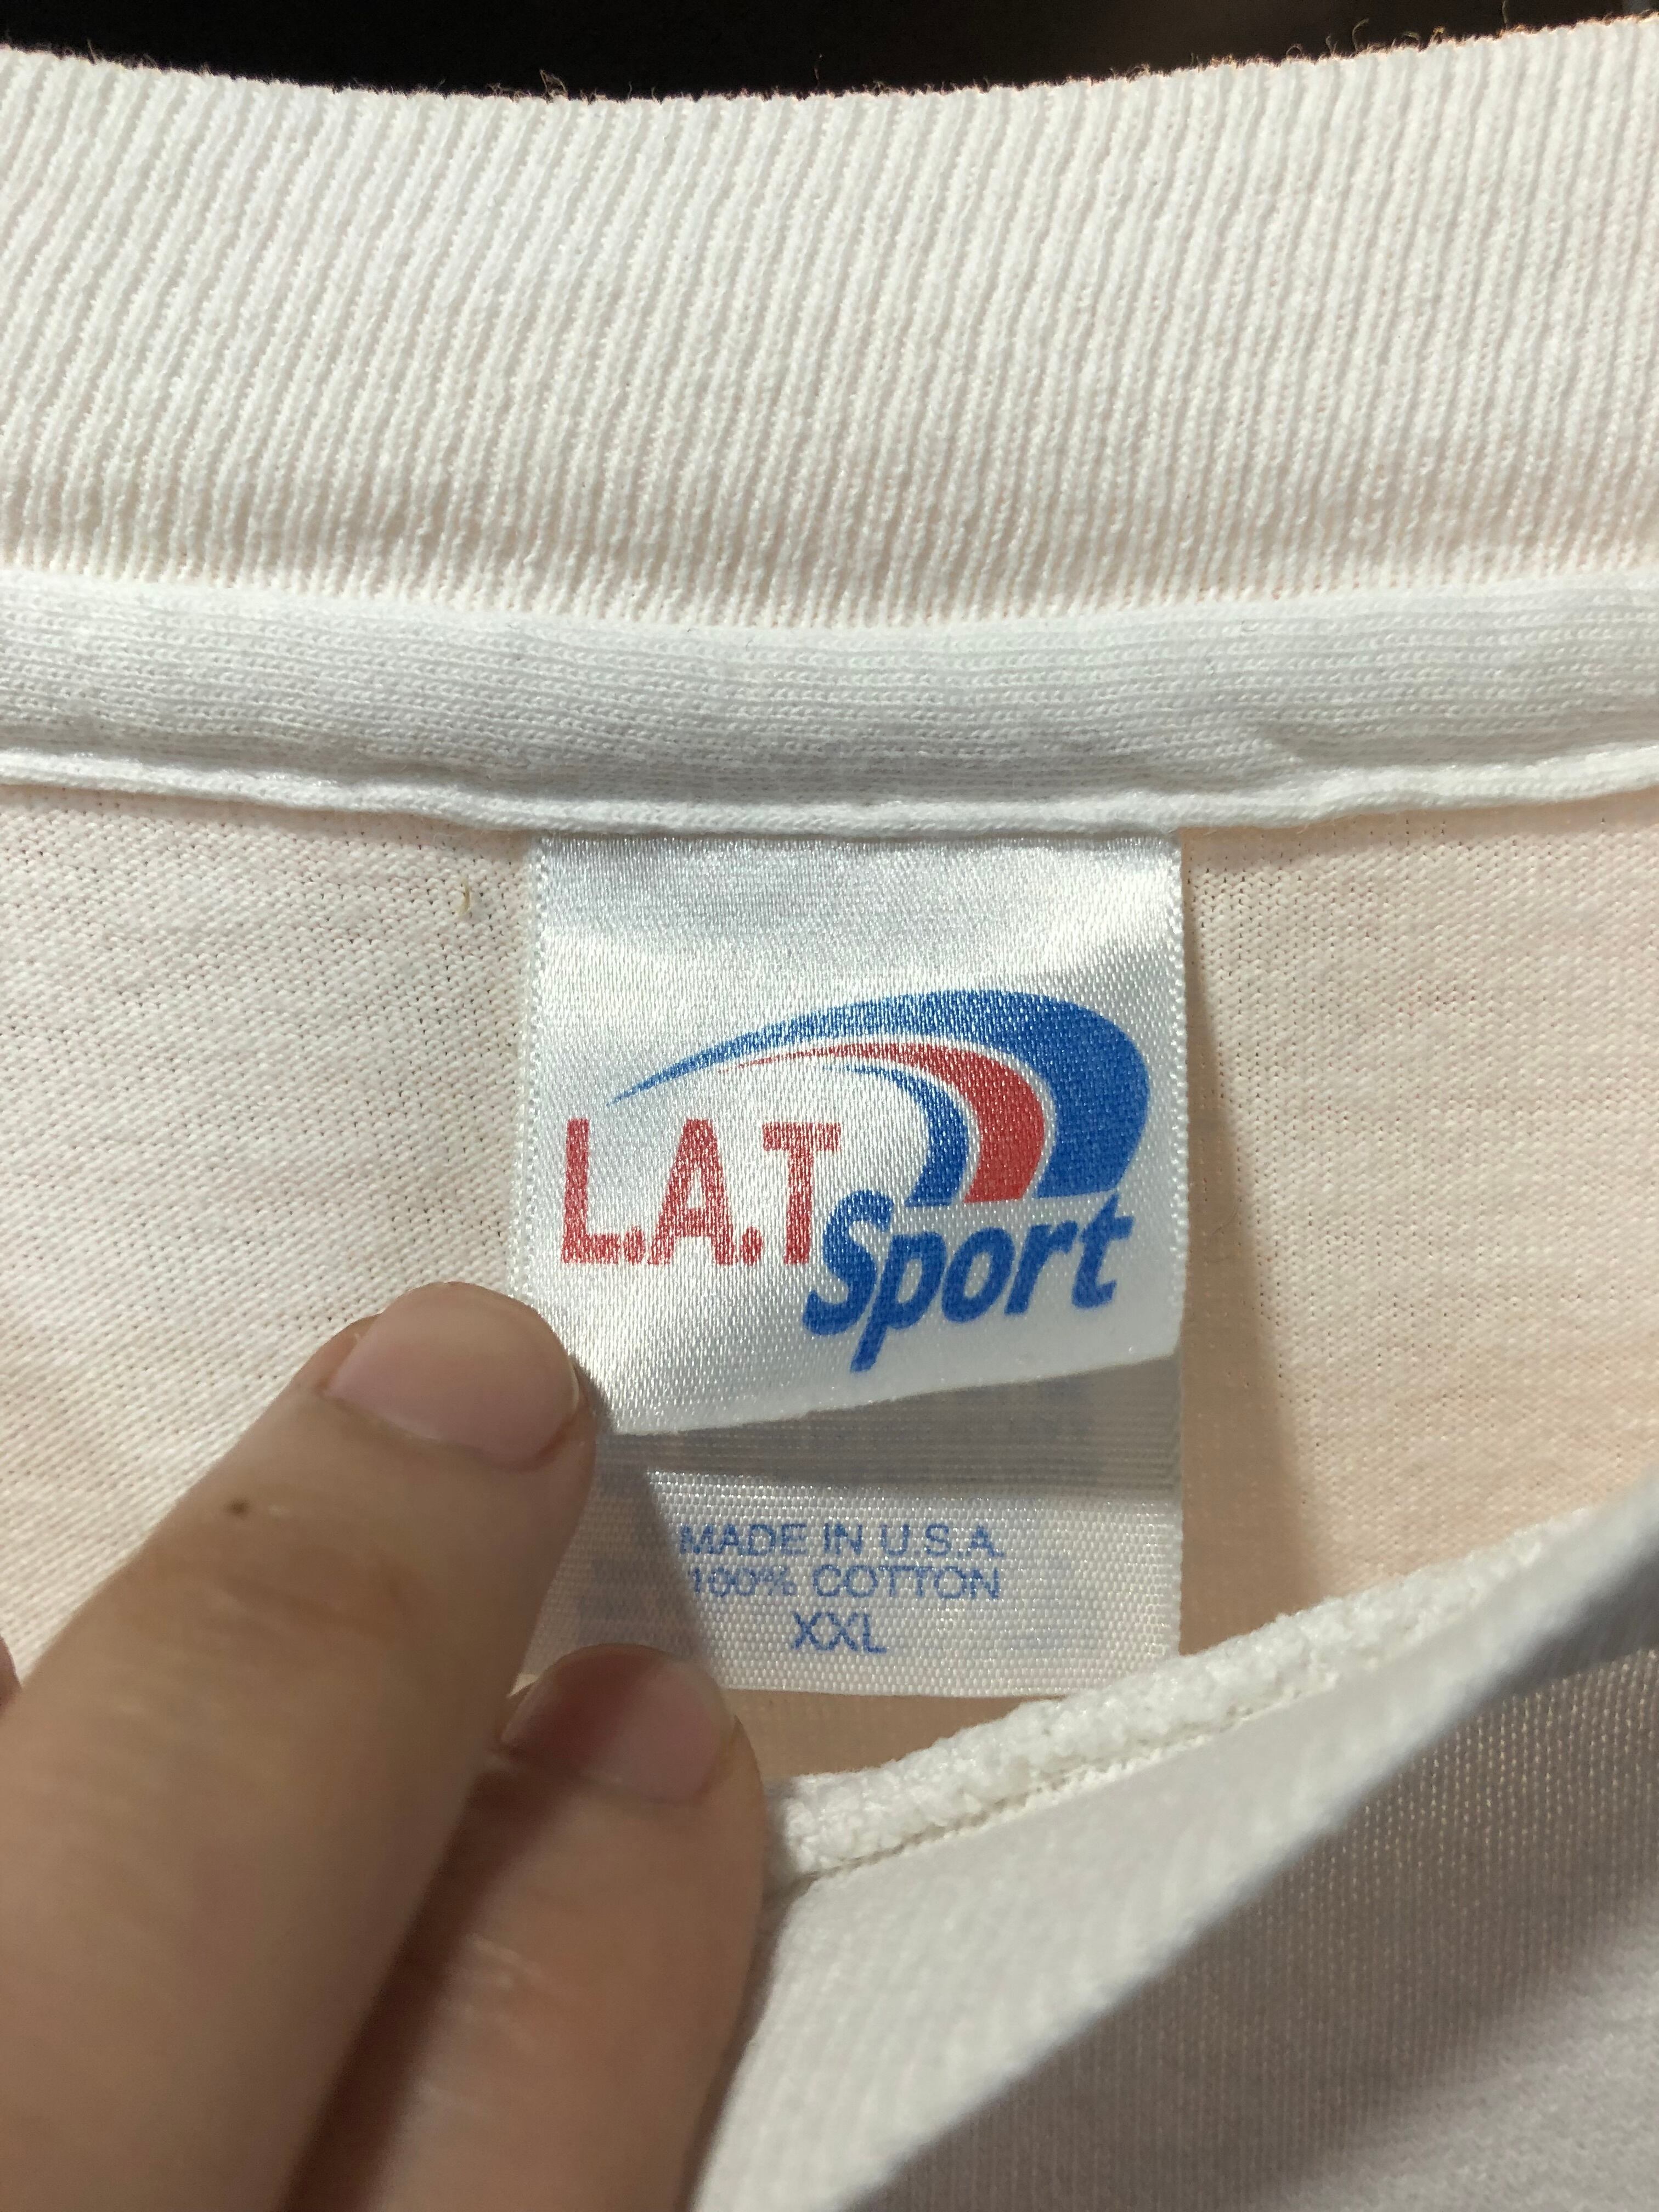 L.A.T
Sport
MADE IN U.S.A.
100% COTTON
XXL